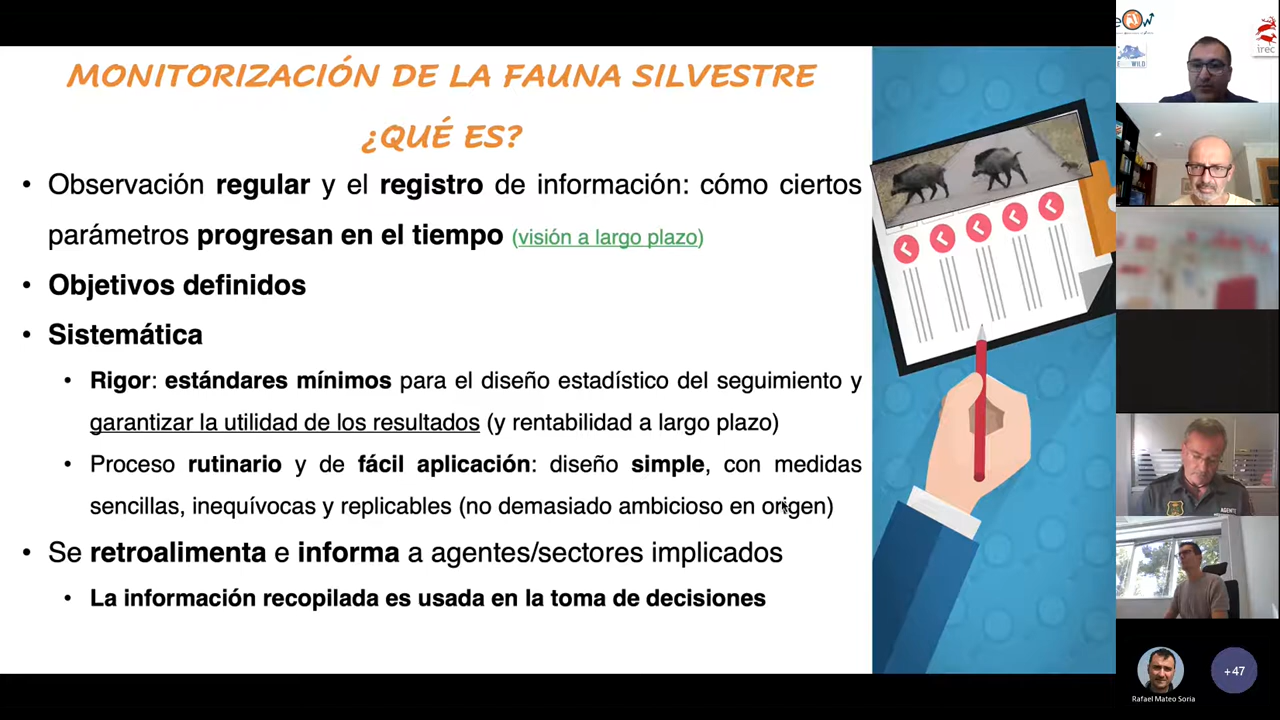 MONITORIZACIÓN DE LA FAUNA SILVESTRE
¿QUÉ ES?
• Observación regular y el registro de información: cómo ciertos
parámetros progresan en el tiempo (visión a largo plazo)
• Objetivos definidos
• Sistemática
• Rigor: estándares mínimos para el diseño estadístico del seguimiento y
garantizar la utilidad de los resultados (y rentabilidad a largo plazo)
• Proceso rutinario y de fácil aplicación: diseño simple, con medidas
sencillas, inequívocas y replicables (no demasiado ambicioso en origen)
• Se retroalimenta e informa a agentes/sectores implicados
• La información recopilada es usada en la toma de decisiones
irec
WILD
AGENTE
Rafael Mateo Soria
+47